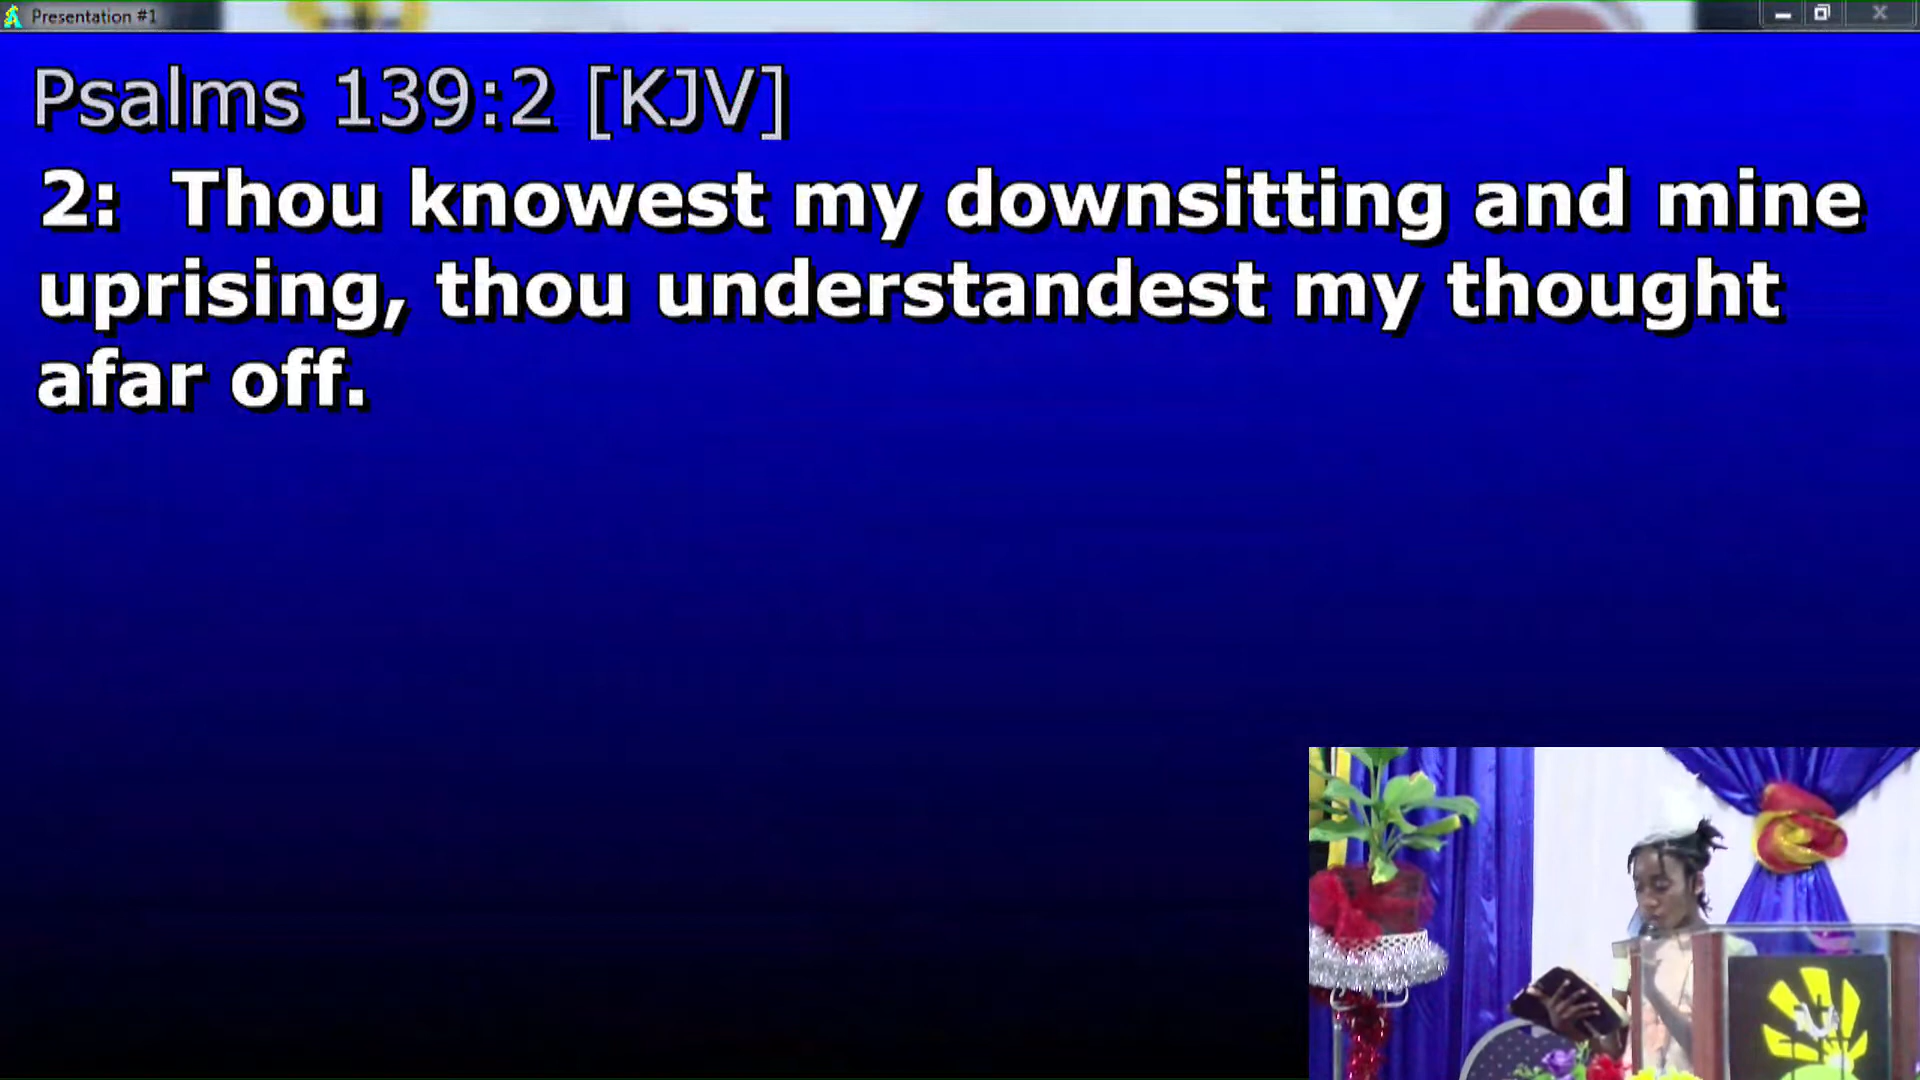 Presentation #1
Psalms 139:2 [KJV]
2: Thou knowest my downsitting and mine
uprising, thou understandest my thought
afar off.